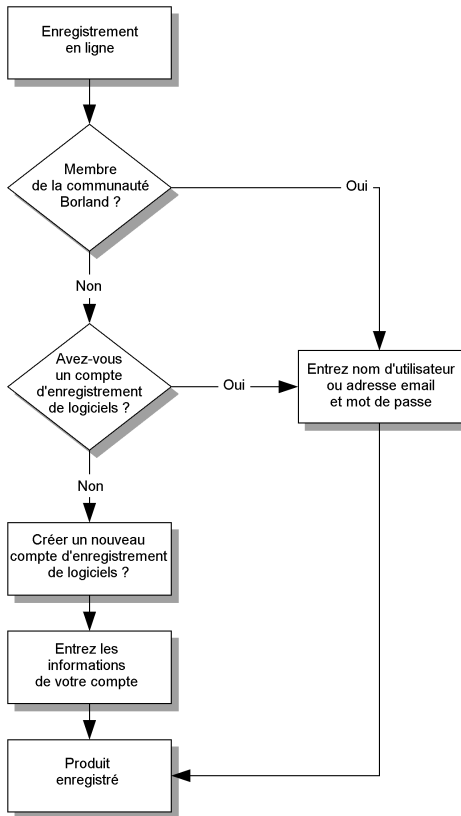 Enregistrement
en ligne
Membre
de la communauté
Borland ?
Oui
Non
Avez-vous
un compte
d'enregistrement
de logiciels ?
Oui
Entrez nom d'utilisateur
ou adresse email
et mot de passe
Non
Créer un nouveau
compte d'enregistrement
de logiciels ?
Entrez les
informations
de votre compte
Produit
enregistré